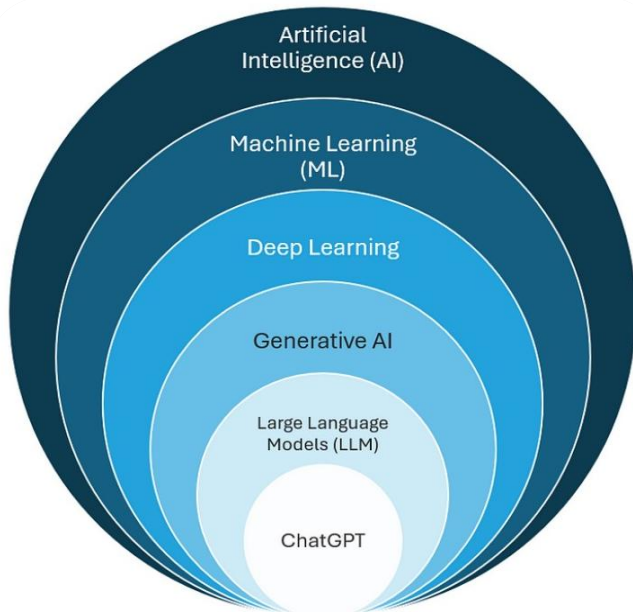 Artificial
Intelligence (AI)
Machine Learning
(ML)
Deep Learning
Generative AI
Large Language
Models (LLM)
ChatGPT